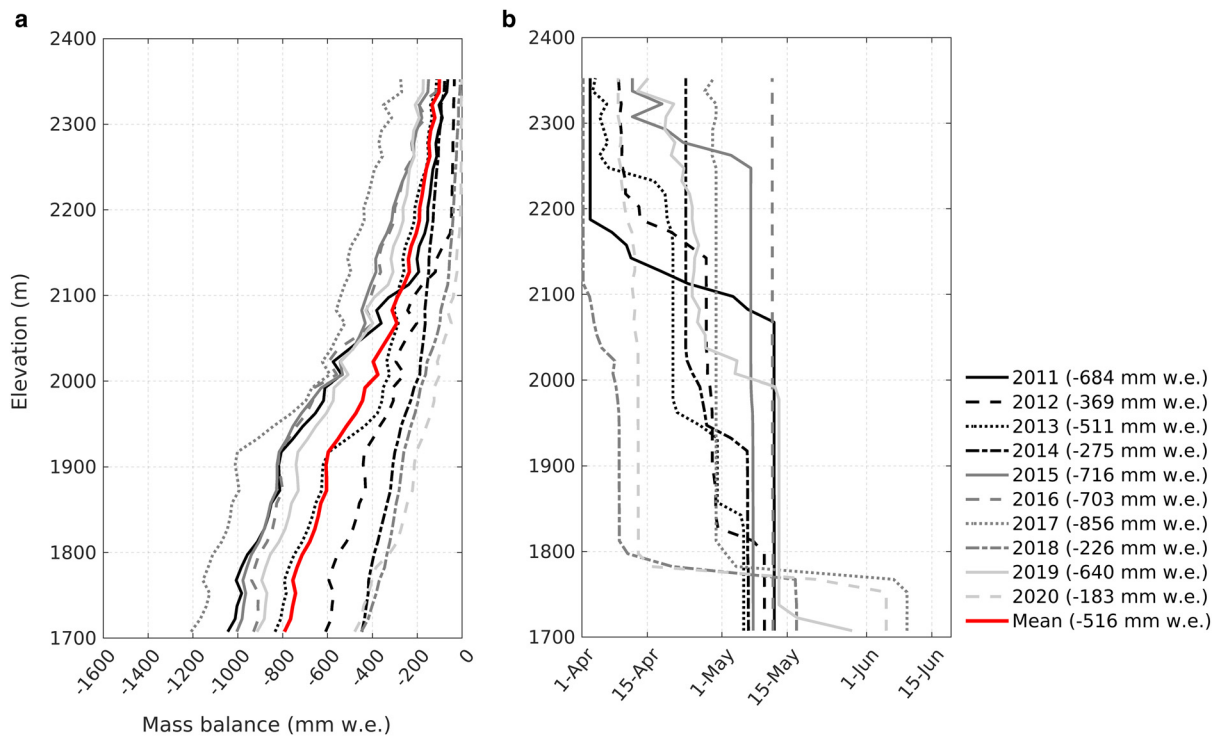 a
b
2400
2300
2200
2100
2000
1900
1800
1700
Elevation (m)
-1600
-1400
-1200
-1000
-800
-600
-400
-200
0
Mass balance (mm w.e.)
2400
2300
2200
2100
2000
1900
1800
1700
1-Apr
15-Apr
1-May
15-May
1-Jun
15-Jun
2011 (-684 mm w.e.)
2012 (-369 mm w.e.)
2013 (-511 mm w.e.)
2014 (-275 mm w.e.)
2015 (-716 mm w.e.)
2016 (-703 mm w.e.)
2017 (-856 mm w.e.)
2018 (-226 mm w.e.)
2019 (-640 mm w.e.)
2020 (-183 mm w.e.)
Mean (-516 mm w.e.)